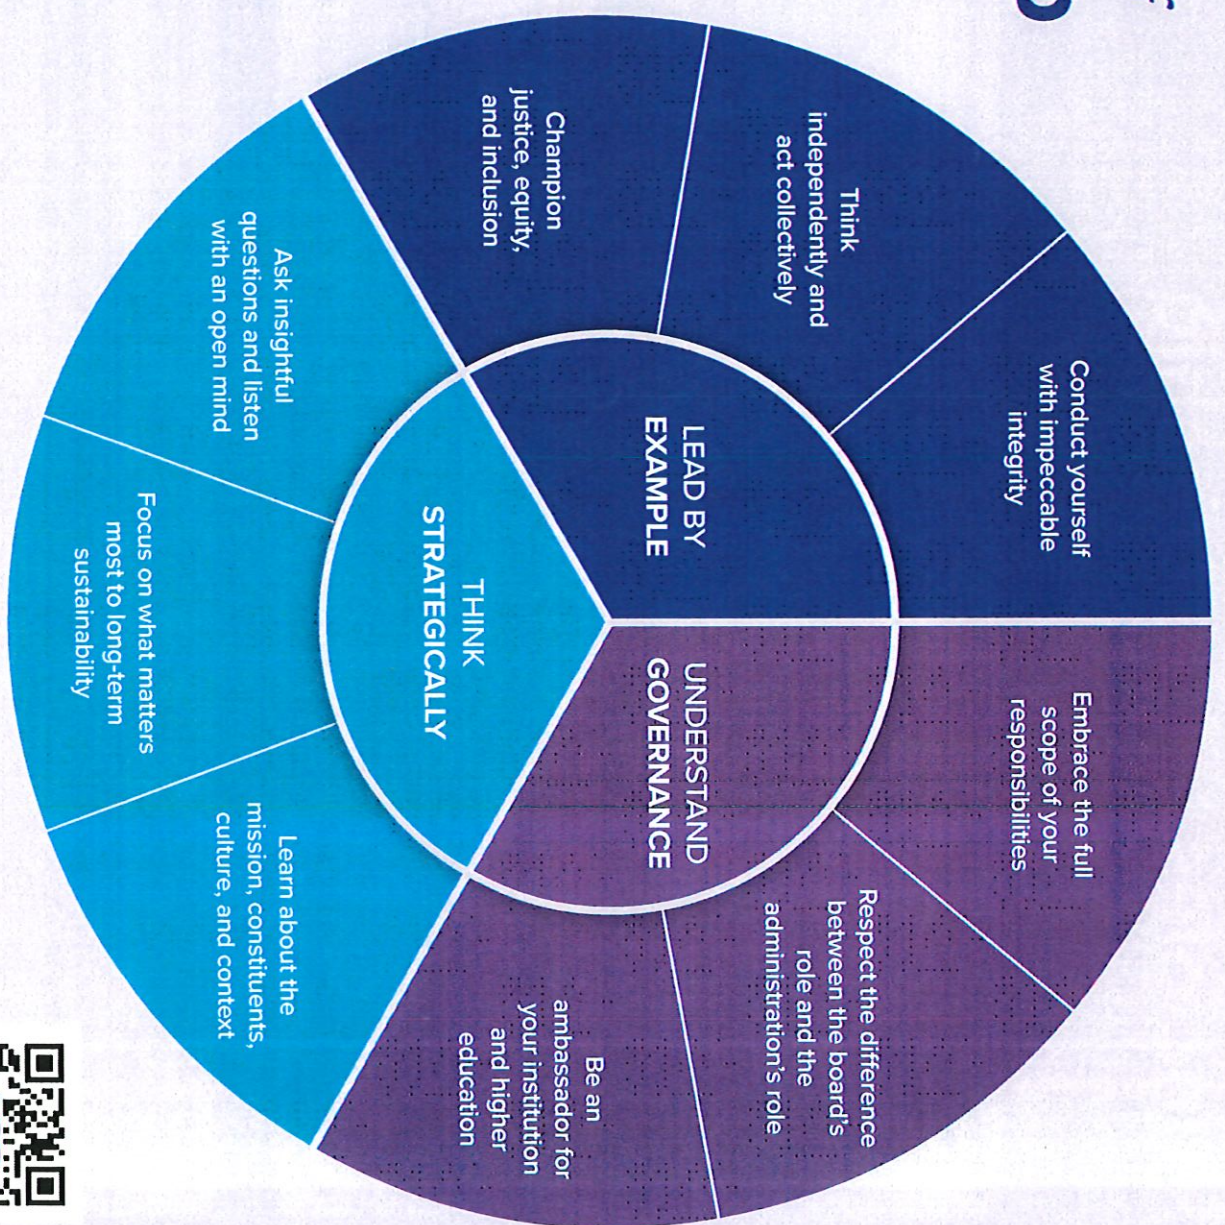 UNDERSTAND
GOVERNANCE
Embrace the full
scope of your
responsibilities
Respect the difference
between the board's
role and the
administration's role
Be an
ambassador for
your institution
and higher
education
THINK
STRATEGICALLY
Learn about the
mission, constituents,
culture, and context
Focus on what matters
most to long-term
sustainability
Ask insightful
questions and listen
with an open mind
LEAD BY
EXAMPLE
Champion
justice, equity,
and inclusion
Think
independently and
act collectively
Conduct yourself
with impeccable
integrity